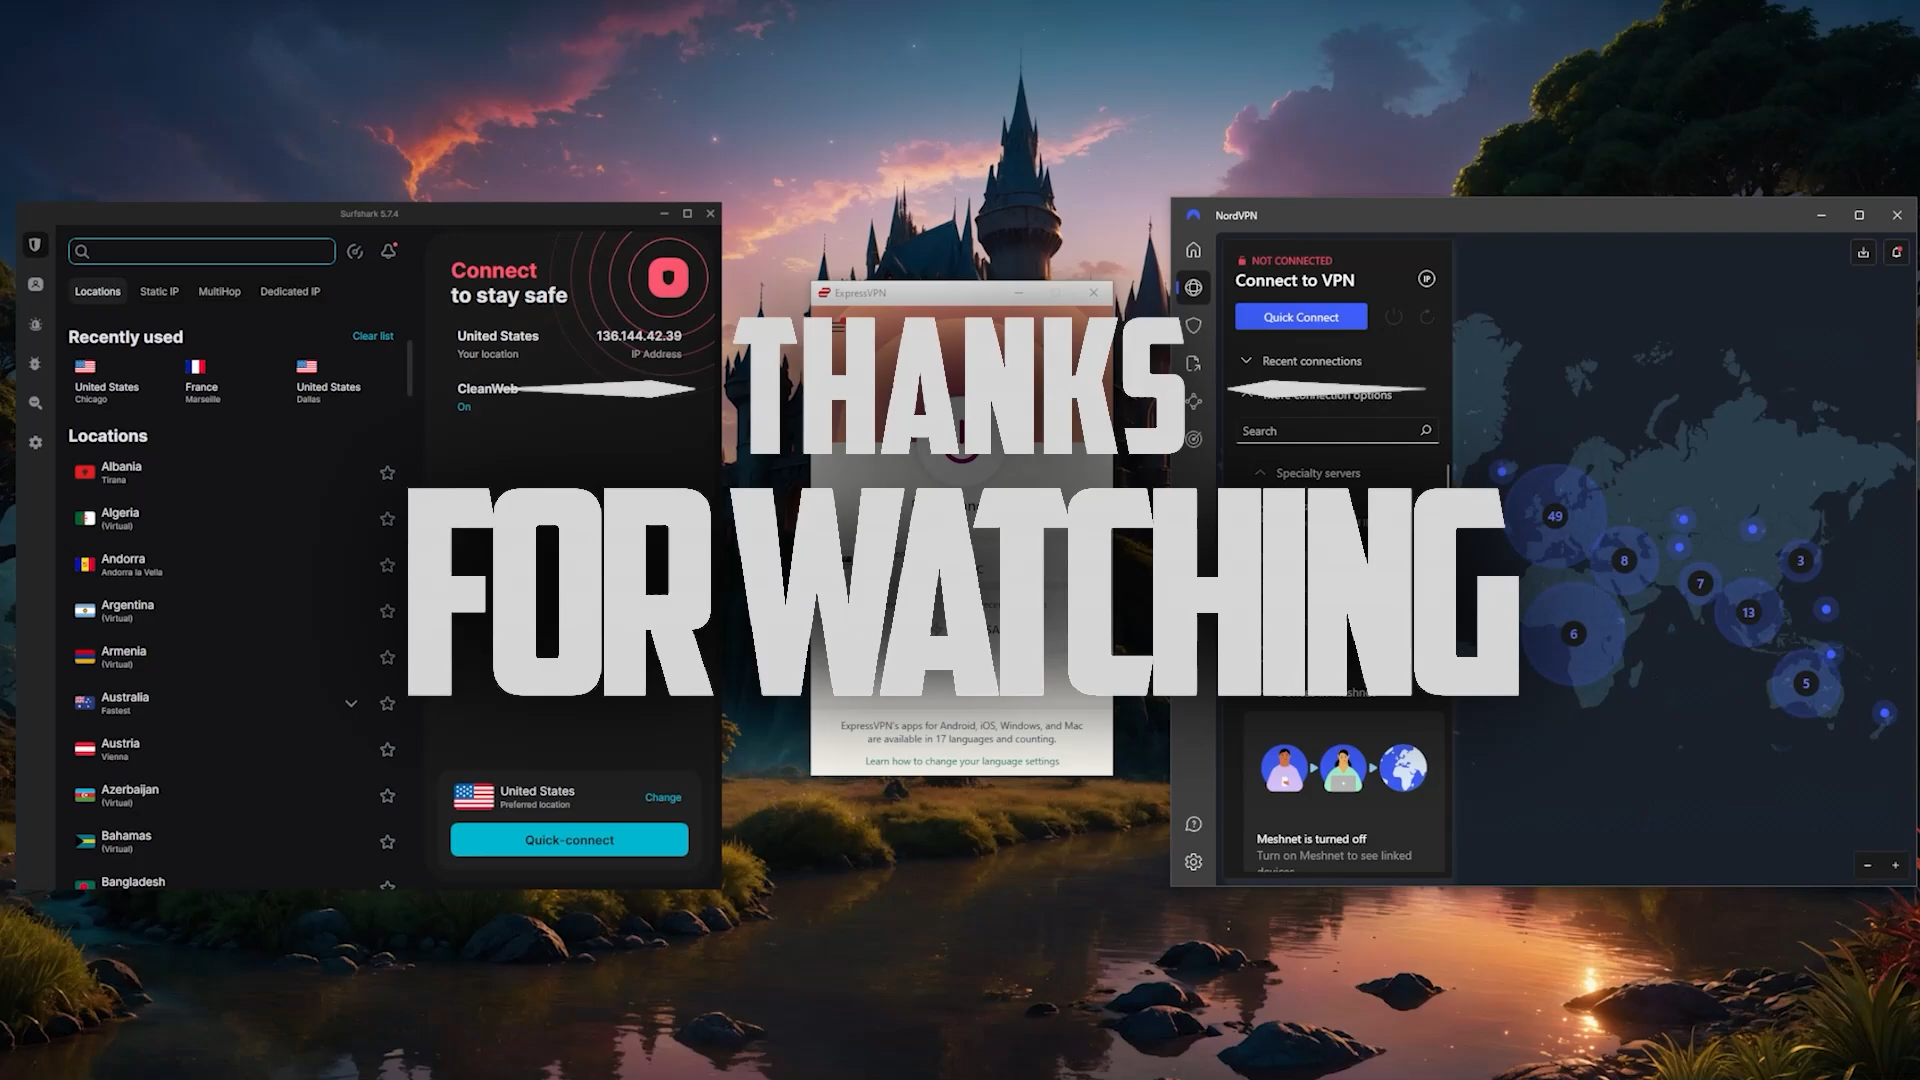 Surfshark 5.7.4
Locations
Static IP
MultiHop
Dedicated IP
Recently used
Clear list
United States
Chicago
France
Marseille
United States
Dallas
Locations
Albania
Tirana
Algeria
(Virtual)
Andorra
Andorra la Vella
Argentina
(Virtual)
Armenia
(Virtual)
Australia
Fastest
Austria
Vienna
Azerbaijan
(Virtual)
Bahamas
(Virtual)
Bangladesh
Connect
to stay safe
United States
136.144.42.39
Your location
IP Address
CleanWeb
On
United States
Preferred location
Change
Quick-connect
ExpressVPN
THANKS
FOR WATCHING
ExpressVPN's apps for Android, iOS, Windows, and Mac
are available in 17 languages and counting.
Learn how to change your language settings
NordVPN
NOT CONNECTED
Connect to VPN
IP
Quick Connect
Recent connections
More connection options
Search
Specialty servers
49
8
3
7
13
6
5
Meshnet is turned off
Turn on Meshnet to see linked
devices